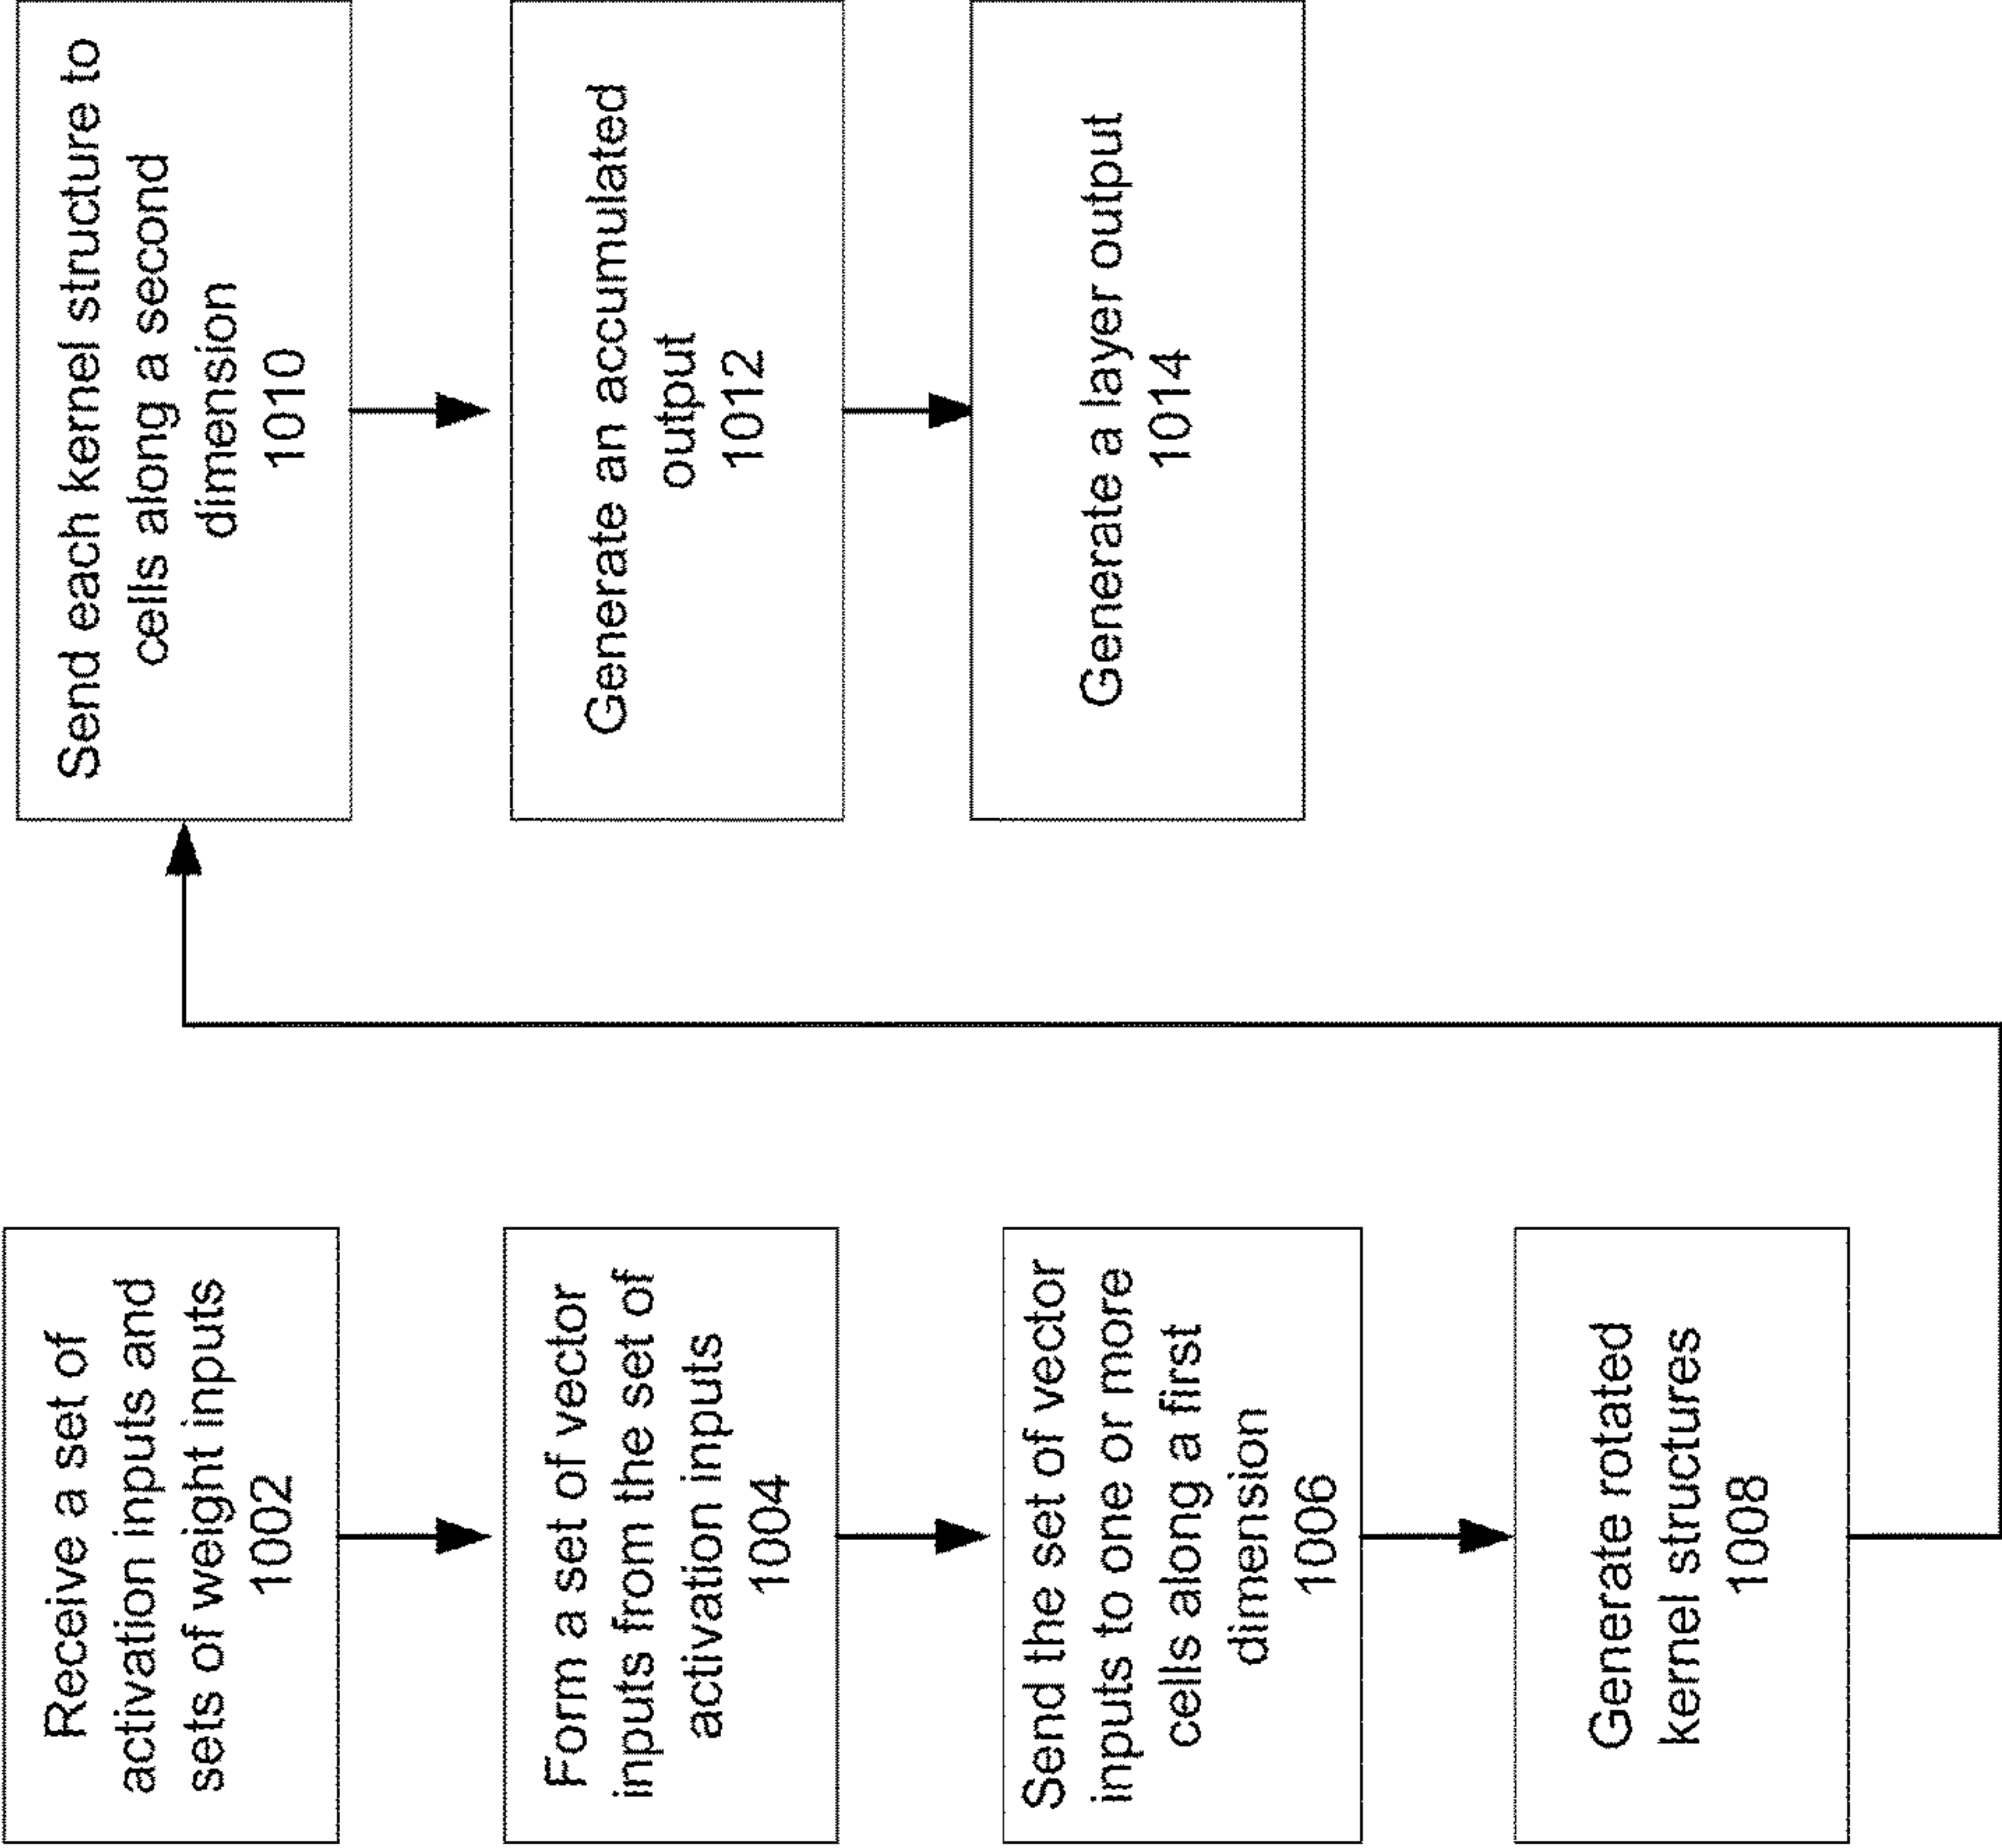 Receive a set of
activation inputs and
sets of weight inputs
1002
Form a set of vector
inputs from the set of
activation inputs
1004
Send the set of vector
inputs to one or more
cells along a first
dimension
1006
Generate rotated
kernel structures
1008
Send each kernel structure to
cells along a second
dimension
1010
Generate an accumulated
output
1012
Generate a layer output
1014